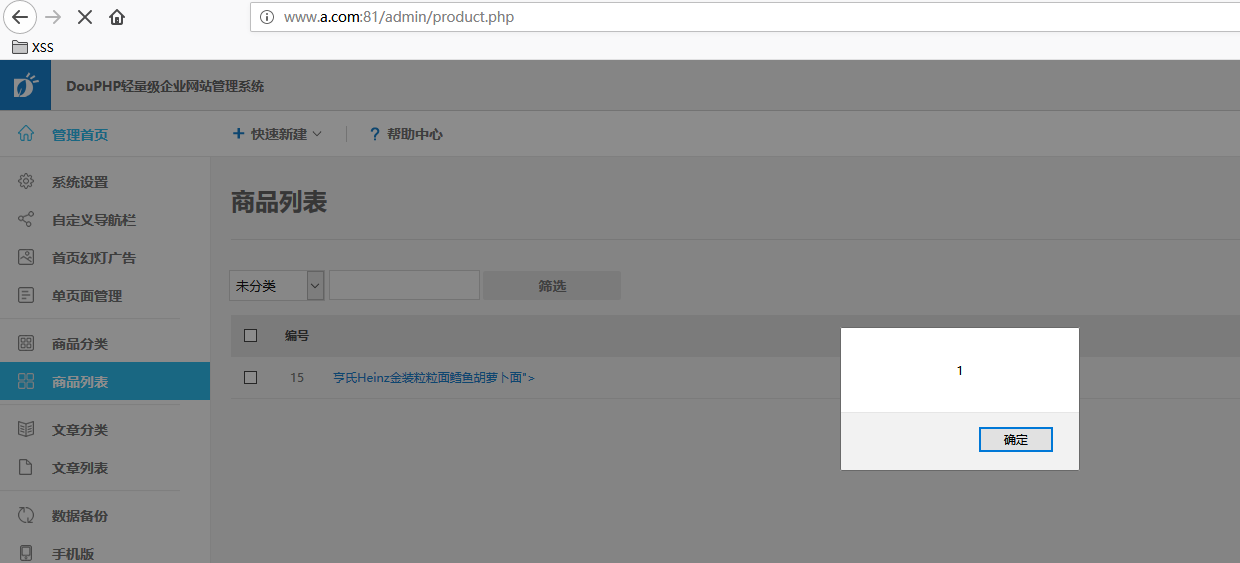 www.a.com:81/admin/product.php
XSS
DouPHP轻量级企业网站管理系统
管理首页
+ 快速新建
? 帮助中心
系统设置
自定义导航栏
首页幻灯广告
单页面管理
商品分类
商品列表
文章分类
文章列表
数据备份
手机版
商品列表
未分类
筛选
编号
15 亨氏Heinz金装粒粒面鳕鱼胡萝卜面">
1
确定